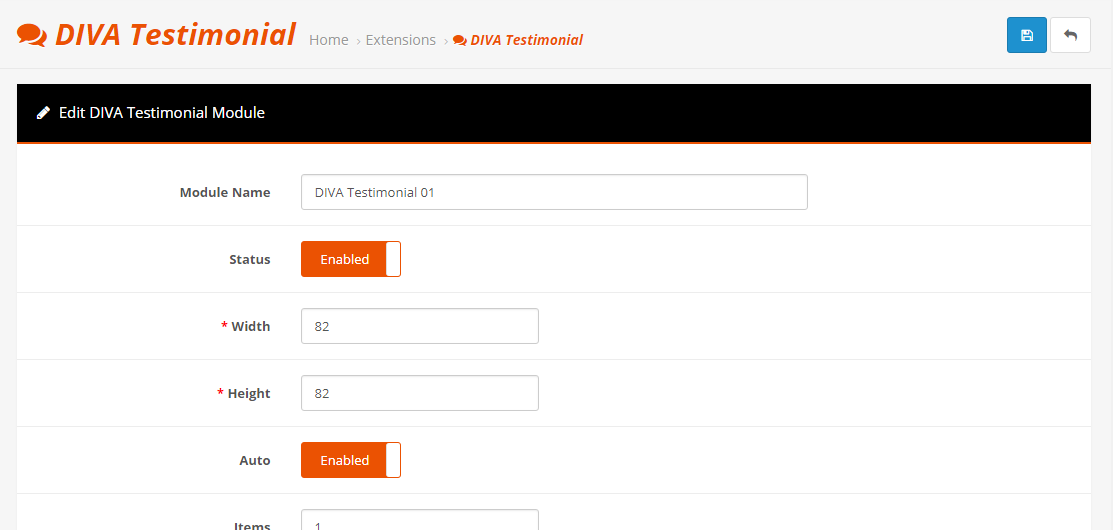 DIVA Testimonial Home › Extensions › DIVA Testimonial
Edit DIVA Testimonial Module
Module Name DIVA Testimonial 01
Status Enabled
* Width 82
* Height 82
Auto Enabled
Items 1